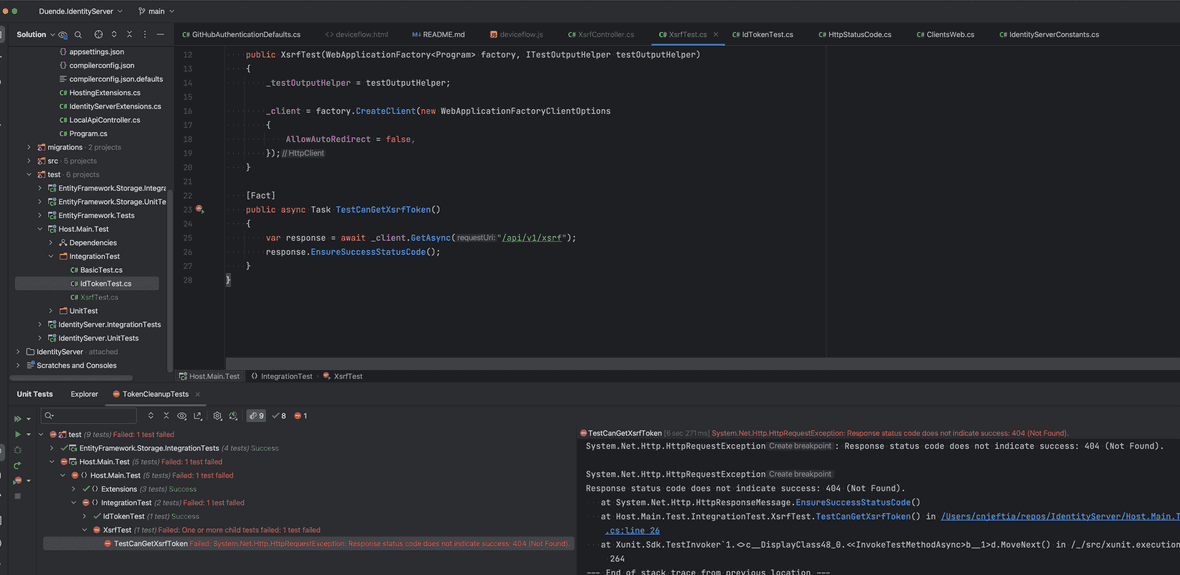 Duende.IdentityServer
main
Solution
GitHubAuthenticationDefaults.cs
deviceflow.html
README.md
deviceflow.js
XsrfController.cs
XsrfTest.cs
IdTokenTest.cs
HttpStatusCode.cs
ClientsWeb.cs
IdentityServerConstants.cs
appsettings.json
compilerconfig.json
compilerconfig.json.defaults
HostingExtensions.cs
IdentityServerExtensions.cs
LocalApiController.cs
Program.cs
migrations · 2 projects
src · 5 projects
test · 6 projects
EntityFramework.Storage.Integra
EntityFramework.Storage.UnitTe
EntityFramework.Tests
Host.Main.Test
Dependencies
IntegrationTest
BasicTest.cs
IdTokenTest.cs
XsrfTest.cs
UnitTest
IdentityServer.IntegrationTests
IdentityServer.UnitTests
IdentityServer · attached
Scratches and Consoles
12 public XsrfTest(WebApplicationFactory<Program> factory, ITestOutputHelper testOutputHelper)
13 {
14 _testOutputHelper = testOutputHelper;
15
16 _client = factory.CreateClient(new WebApplicationFactoryClientOptions
17 {
18 AllowAutoRedirect = false,
19 }); // HttpClient
20 }
21
22 [Fact]
23 public async Task TestCanGetXsrfToken()
24 {
25 var response = await _client.GetAsync(requestUri: "/api/v1/xsrf");
26 response.EnsureSuccessStatusCode();
27 }
28 }
Host.Main.Test
IntegrationTest
XsrfTest
Unit Tests
Explorer
TokenCleanupTests
9
8
1
test (9 tests) Failed: 1 test failed
EntityFramework.Storage.IntegrationTests (4 tests) Success
Host.Main.Test (5 tests) Failed: 1 test failed
Host.Main.Test (5 tests) Failed: 1 test failed
Extensions (3 tests) Success
IntegrationTest (2 tests) Failed: 1 test failed
IdTokenTest (1 test) Success
XsrfTest (1 test) Failed: One or more child tests failed: 1 test failed
TestCanGetXsrfToken Failed: System.Net.Http.HttpRequestException: Response status code does not indicate success: 404 (Not Found).
TestCanGetXsrfToken [6 sec 271 ms] System.Net.Http.HttpRequestException: Response status code does not indicate success: 404 (Not Found).
System.Net.Http.HttpRequestException Create breakpoint : Response status code does not indicate success: 404 (Not Found).
System.Net.Http.HttpRequestException Create breakpoint
Response status code does not indicate success: 404 (Not Found).
at System.Net.Http.HttpResponseMessage.EnsureSuccessStatusCode()
at Host.Main.Test.IntegrationTest.XsrfTest.TestCanGetXsrfToken() in /Users/cnjeftia/repos/IdentityServer/Host.Main.T
.cs:line 26
at Xunit.Sdk.TestInvoker`1.<>c__DisplayClass48_0.<<InvokeTestMethodAsync>b__1>d.MoveNext() in /_/src/xunit.execution
264
--- End of stack trace from previous location ---